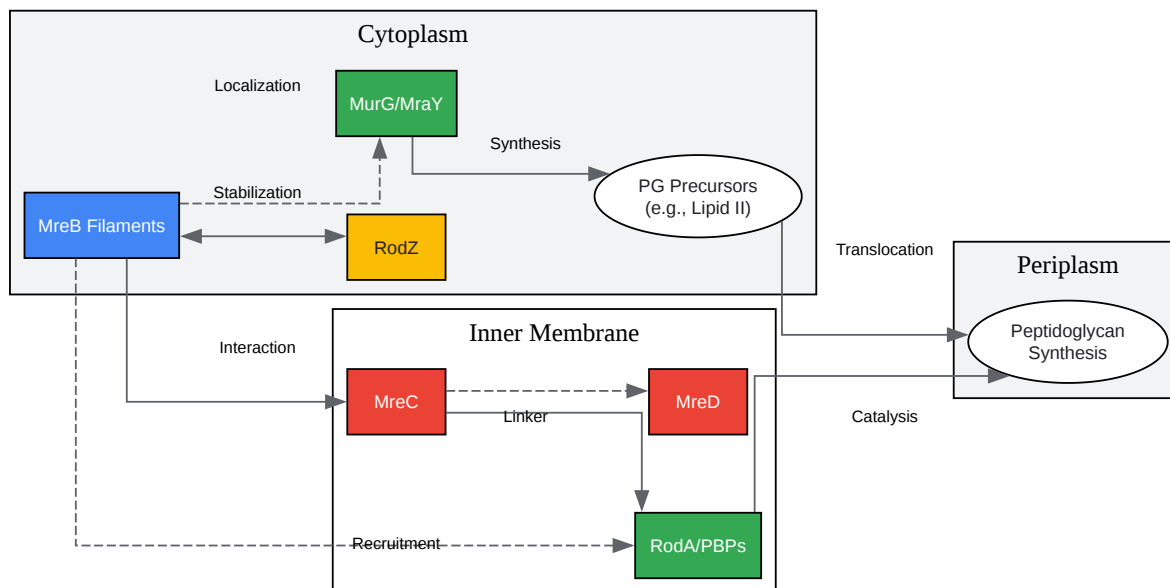 Cytoplasm
Localization
MurG/MraY
Synthesis
Stabilization
MreB Filaments
RodZ
PG Precursors
(e.g., Lipid II)
Translocation
Periplasm
Peptidoglycan
Synthesis
Inner Membrane
Interaction
MreC
MreD
Linker
Catalysis
Recruitment
RodA/PBPs